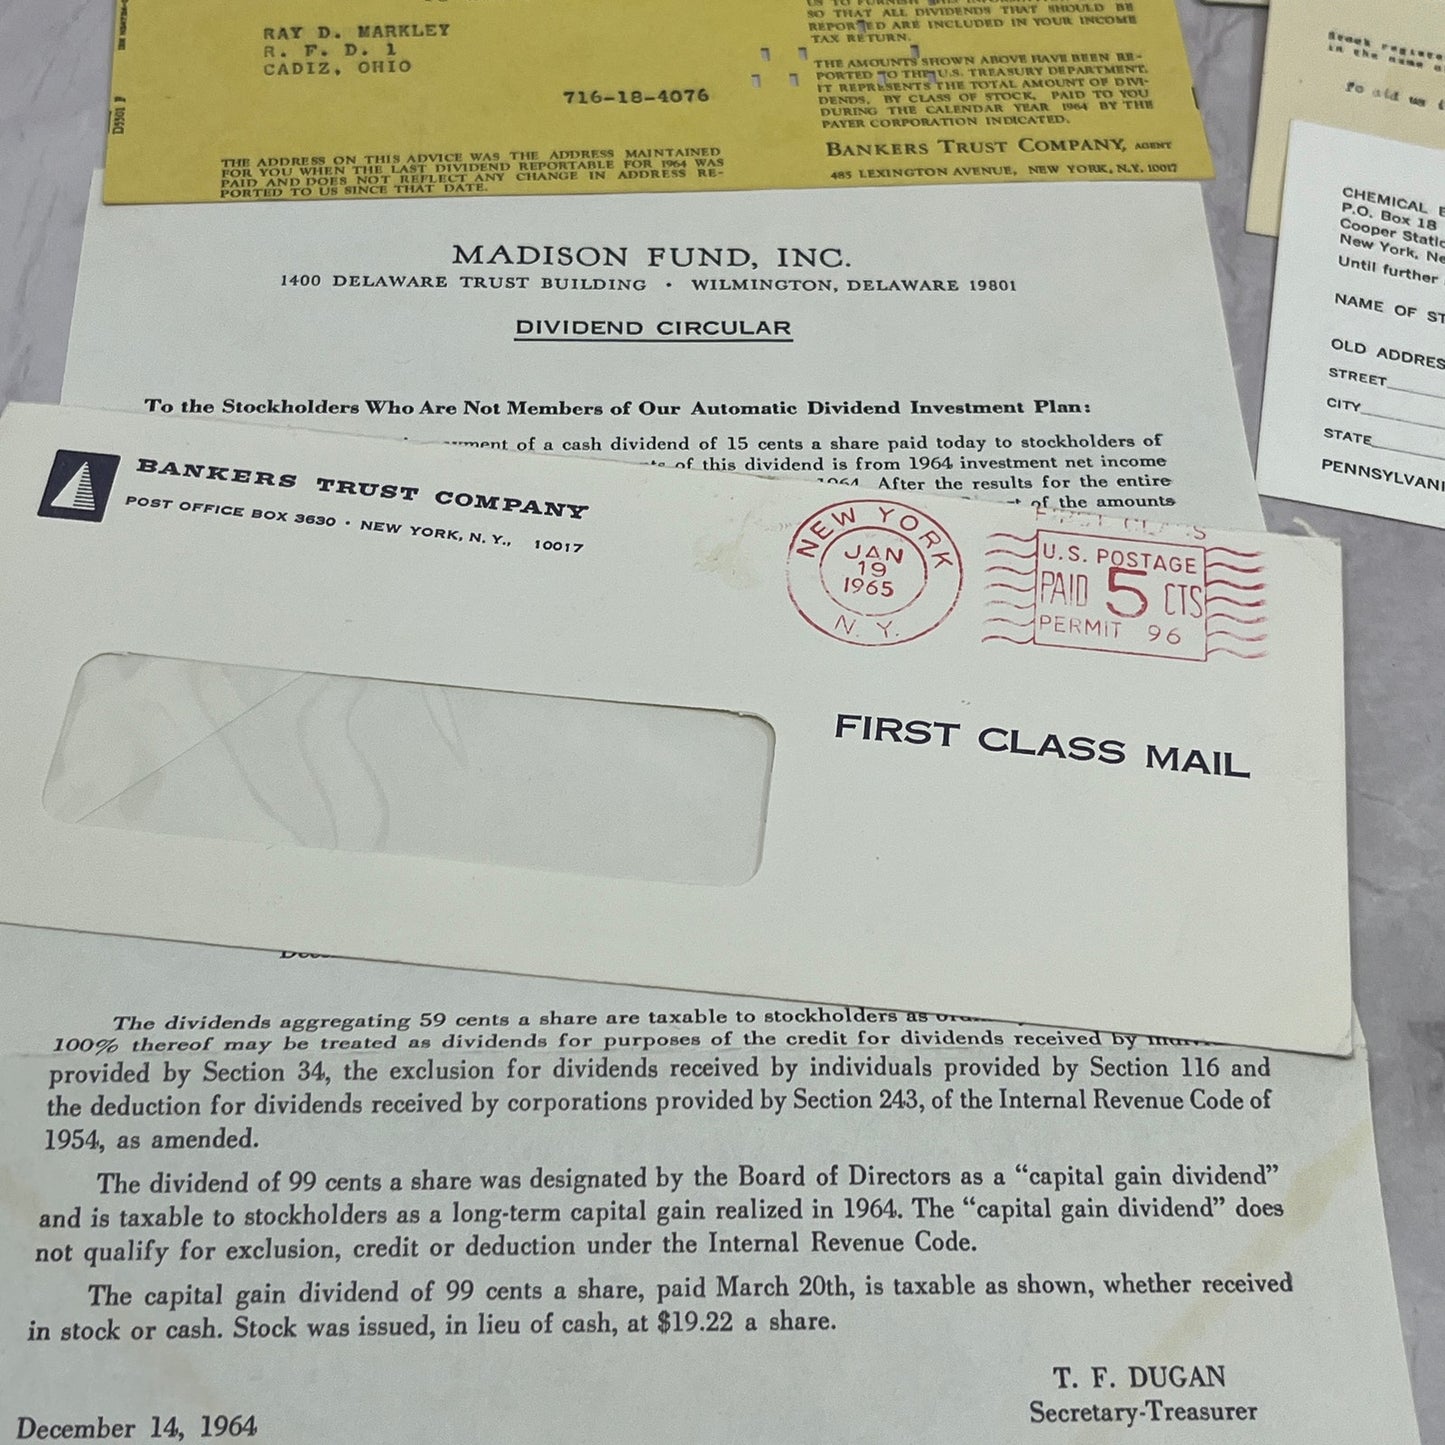 RAY D. MARKLEY
R. F. D. 1
CADIZ, OHIO
716-18-4076
THE ADDRESS ON THIS ADVICE WAS THE ADDRESS MAINTAINED
FOR YOU WHEN THE LAST DIVIDEND REPORTABLE FOR 1964 WAS
PAID AND DOES NOT REFLECT ANY CHANGE IN ADDRESS RE-
PORTED TO US SINCE THAT DATE.
SO THAT ALL DIVIDENDS THAT SHOULD BE
REPORTED ARE INCLUDED IN YOUR INCOME
TAX RETURN.
THE AMOUNTS SHOWN ABOVE HAVE BEEN RE-
PORTED TO THE U.S. TREASURY DEPARTMENT.
IT REPRESENTS THE TOTAL AMOUNT OF DIVI-
DENDS, BY CLASS OF STOCK, PAID TO YOU
DURING THE CALENDAR YEAR 1964 BY THE
PAYER CORPORATION INDICATED.
BANKERS TRUST COMPANY, AGENT
485 LEXINGTON AVENUE, NEW YORK, N.Y. 10017
MADISON FUND, INC.
1400 DELAWARE TRUST BUILDING • WILMINGTON, DELAWARE 19801
DIVIDEND CIRCULAR
To the Stockholders Who Are Not Members of Our Automatic Dividend Investment Plan:
of a cash dividend of 15 cents a share paid today to stockholders of
of this dividend is from 1964 investment net income
After the results for the entire
of the amounts
BANKERS TRUST COMPANY
POST OFFICE BOX 3630 • NEW YORK, N. Y., 10017
NEW YORK
JAN
19
1965
N. Y.
FIRST CLASS
U.S. POSTAGE
PAID 5 CTS
PERMIT 96
FIRST CLASS MAIL
The dividends aggregating 59 cents a share are taxable to stockholders as
100% thereof may be treated as dividends for purposes of the credit for dividends received by
provided by Section 34, the exclusion for dividends received by individuals provided by Section 116 and
the deduction for dividends received by corporations provided by Section 243, of the Internal Revenue Code of
1954, as amended.
The dividend of 99 cents a share was designated by the Board of Directors as a “capital gain dividend”
and is taxable to stockholders as a long-term capital gain realized in 1964. The “capital gain dividend” does
not qualify for exclusion, credit or deduction under the Internal Revenue Code.
The capital gain dividend of 99 cents a share, paid March 20th, is taxable as shown, whether received
in stock or cash. Stock was issued, in lieu of cash, at $19.22 a share.
T. F. DUGAN
Secretary-Treasurer
December 14, 1964
in the name
To aid us
CHEMICAL
P.O. Box 18
Cooper Static
New York, Ne
Until further
NAME OF ST
OLD ADDRES
STREET
CITY
STATE
PENNSYLVANI